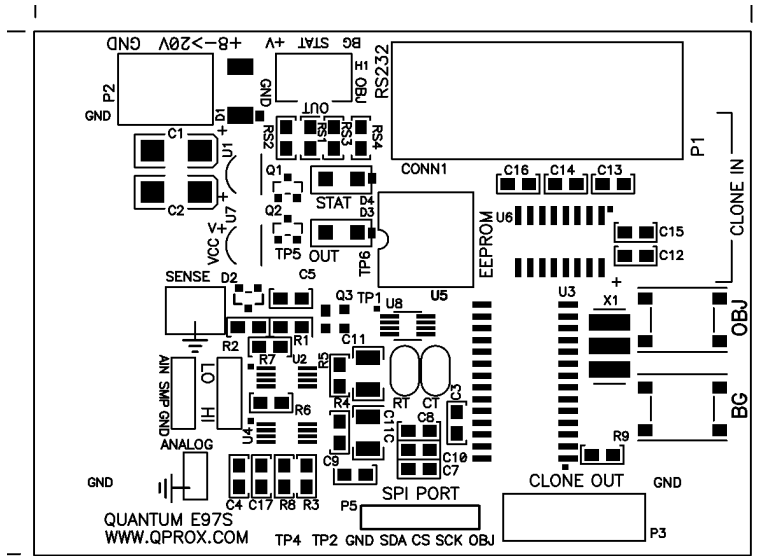 GND +8->20V
+V STAT BG
H1
OBJ
RS232
P2
GND
GND
D1
OUT
C1
RS2
RS1
RS3
RS4
U1
CONN1
P1
CLONE IN
Q1
C16
C14
C13
STAT
D4
C2
Q2
D3
U7
V+
VCC
U6
TP5
OUT
TP6
EEPROM
C15
C12
SENSE
D2
C5
Q3
TP1
U8
U5
U3
X1
OBJ
R2
R1
C11
R7
U2
R5
AIN SMP GND
LO
HI
R4
RT
CT
C3
BG
R6
U4
C11C
C8
R9
ANALOG
C9
C10
C7
GND
CLONE OUT
GND
SPI PORT
C4
C17
R8
R3
P5
QUANTUM E97S
WWW.QPROX.COM
P3
TP4 TP2 GND SDA CS SCK OBJ